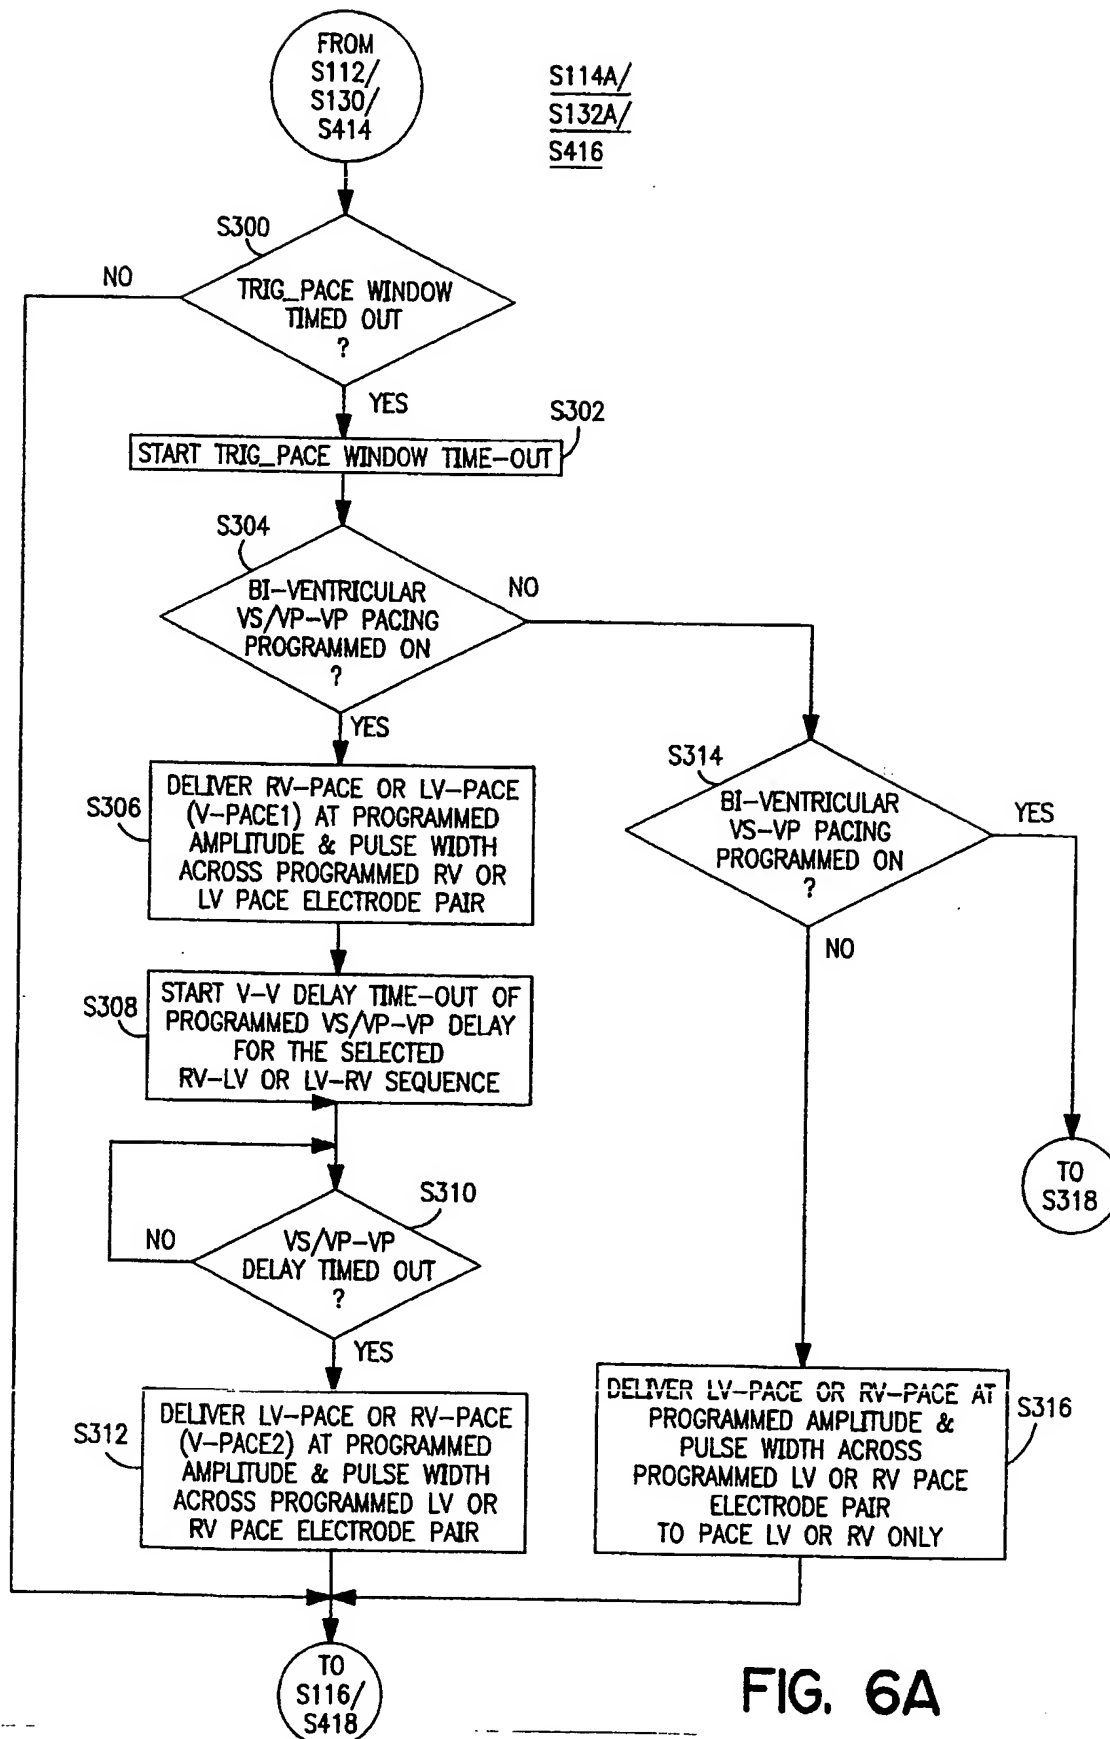 FROM
S112/
S130/
S414
S114A/
S132A/
S416
S300
NO
TRIG_PACE WINDOW
TIMED OUT
?
YES
S302
START TRIG_PACE WINDOW TIME-OUT
S304
BI-VENTRICULAR
VS/VP-VP PACING
PROGRAMMED ON
?
NO
YES
S306
DELIVER RV-PACE OR LV-PACE
(V-PACE1) AT PROGRAMMED
AMPLITUDE & PULSE WIDTH
ACROSS PROGRAMMED RV OR
LV PACE ELECTRODE PAIR
S314
BI-VENTRICULAR
VS-VP PACING
PROGRAMMED ON
?
YES
NO
S308
START V-V DELAY TIME-OUT OF
PROGRAMMED VS/VP-VP DELAY
FOR THE SELECTED
RV-LV OR LV-RV SEQUENCE
TO
S318
S310
NO
VS/VP-VP
DELAY TIMED OUT
?
YES
S312
DELIVER LV-PACE OR RV-PACE
(V-PACE2) AT PROGRAMMED
AMPLITUDE & PULSE WIDTH
ACROSS PROGRAMMED LV OR
RV PACE ELECTRODE PAIR
DELIVER LV-PACE OR RV-PACE AT
PROGRAMMED AMPLITUDE &
PULSE WIDTH ACROSS
PROGRAMMED LV OR RV PACE
ELECTRODE PAIR
TO PACE LV OR RV ONLY
S316
TO
S116/
S418
FIG. 6A